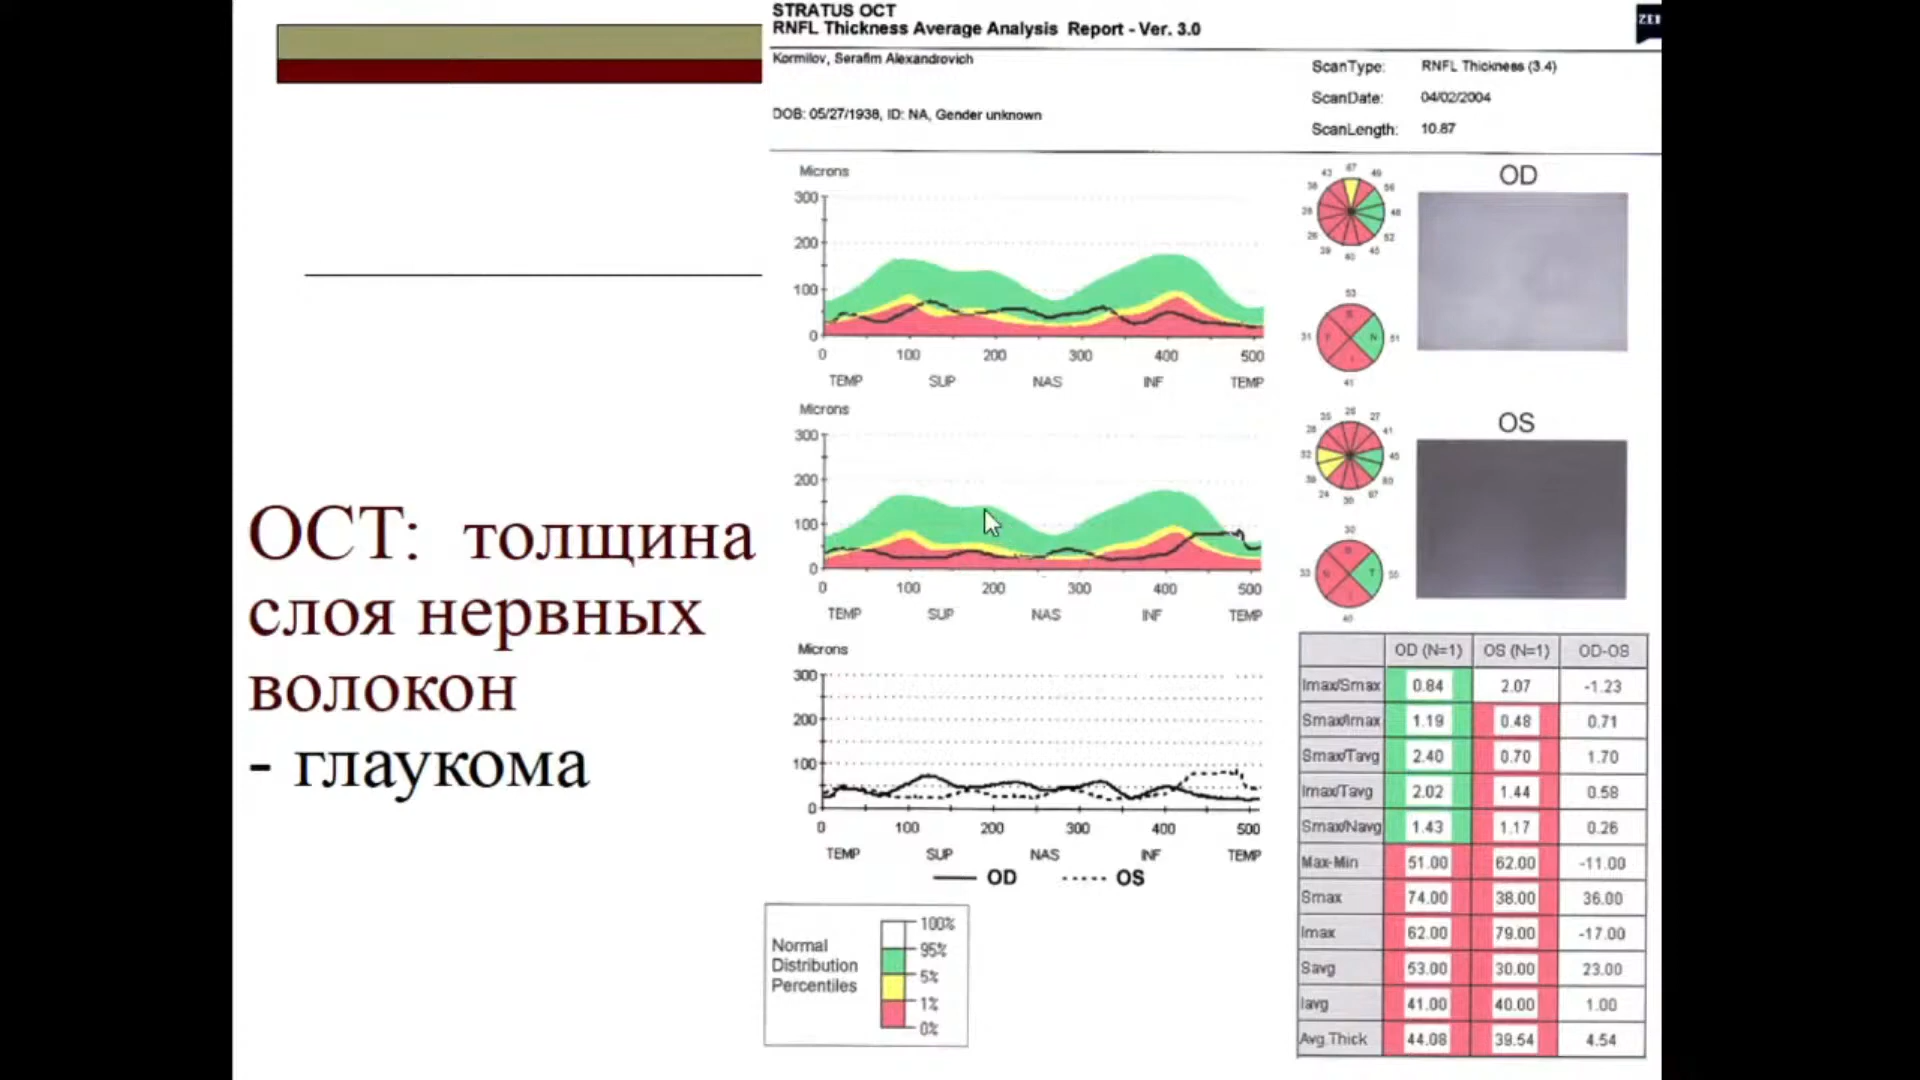 ОСТ: толщина
слоя нервных
волокон
- глаукома
STRATUS OCT
RNFL Thickness Average Analysis Report - Ver. 3.0
Kormilov, Serafim Alexandrovich
DOB: 05/27/1938, ID: NA, Gender unknown
ScanType: RNFL Thickness (3.4)
ScanDate: 04/02/2004
ScanLength: 10.87
Microns
300
200
100
0
0 100 200 300 400 500
TEMP SUP NAS INF TEMP
OD
53
N 51
31
41
Microns
300
200
100
0
0 100 200 300 400 500
TEMP SUP NAS INF TEMP
OS
30
T 55
33 N
40
Microns
300
200
100
0
0 100 200 300 400 500
TEMP SUP NAS INF TEMP
OD OS
Normal
Distribution
Percentiles
100%
95%
5%
1%
0%
OD (N=1) OS (N=1) OD-OS
Imax/Smax 0.84 2.07 -1.23
Smax/Imax 1.19 0.48 0.71
Smax/Tavg 2.40 0.70 1.70
Imax/Tavg 2.02 1.44 0.58
Smax/Navg 1.43 1.17 0.26
Max-Min 51.00 62.00 -11.00
Smax 74.00 38.00 36.00
Imax 62.00 79.00 -17.00
Savg 53.00 30.00 23.00
Iavg 41.00 40.00 1.00
Avg.Thick 44.08 39.54 4.54